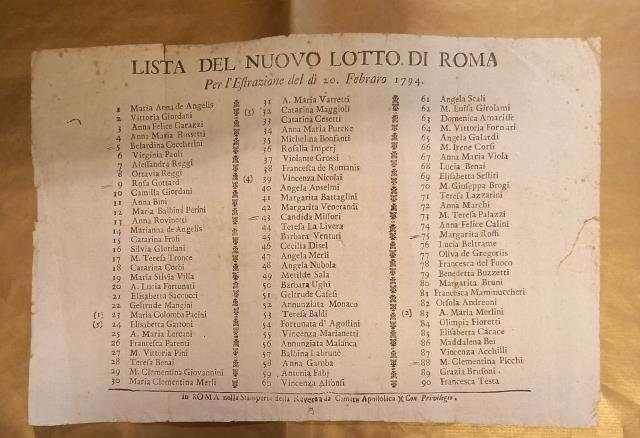 LISTA DEL NUOVO LOTTO DI ROMA
Per l'Estrazione del dì 20. Febraro 1794.
1 Maria Anna de Angelis
2 Vittoria Giordani
3 Anna Felice Carazzi
4 Anna Maria Rossetti
5 Belardina Ceccherini
6 Virginia Paoli
7 Alessandra Reggi
8 Ottavia Reggi
9 Rosa Gottard
10 Camilla Giordani
11 Anna Bini
12 Maria Balbini Perini
13 Anna Rovinetti
14 Marianna de Angelis
15 Catarina Frosi
16 Silvia Giordani
17 M. Teresa Tronce
18 Catarina Corbi
19 Maria Silvia Villa
20 A. Lucia Fortunati
21 Elisabetta Saccucci
22 Geltrude Mangini
(1) 23 Maria Colomba Pacini
(5) 24 Elisabetta Gattoni
25 A. Maria Lercani
26 Francesca Parenti
27 M. Vittoria Pini
28 Teresa Benai
29 M. Clementina Giovannini
30 Maria Clementina Merli
31 A. Maria Varretti
(3) 32 Catarina Maggioli
33 Catarina Cesetti
34 Anna Maria Purcke
35 Michelina Bonfanti
36 Rosalia Imperj
37 Violante Grossi
38 Francesca de Romanis
(4) 39 Vincenza Nicolai
40 Angela Anselmi
41 Margarita Battaglini
42 Margarita Venerandi
43 Candida Missori
44 Teresa La Livera
45 Barbara Venturi
46 Cecilia Disel
47 Angela Merli
48 Angela Nubola
49 Metilde Sala
50 Barbara Ughi
51 Geltrude Casesi
52 Annunziata Monaco
53 Teresa Baldi
54 Fortunata d' Agostini
55 Vincenza Marianetti
56 Annunziata Malanca
57 Balbina Labrunè
58 Anna Gamba
59 Antonia Fabj
60 Vincenza Alfonsi
61 Angela Scali
62 M. Luisa Girolami
63 Domenica Amarisse
64 M. Vittoria Fornari
65 Angela Galardi
66 M. Irene Corsi
67 Anna Maria Viola
68 Lucia Benai
69 Elisabetta Sestiti
70 M. Giuseppa Brogi
71 Teresa Lazzarini
72 Anna Marchi
73 M. Teresa Palazzi
74 Anna Felice Calini
75 Margarita Rossi
76 Lucia Beltrame
77 Oliva de Gregoriis
78 Francesca del Fuoco
79 Benedetta Buzzetti
80 Margarita Bruni
81 Francesca Mammuccheri
82 Orsola Andreoni
(2) 83 A. Maria Merlini
84 Olimpia Fioretti
85 Elisabetta Cacace
86 Maddalena Bei
87 Vincenza Acchilli
88 M. Clementina Picchi
89 Grazia Brusoni
90 Francesca Testa
In ROMA nella Stamperia della Reverenda Camera Apostolica X Con Privilegio.